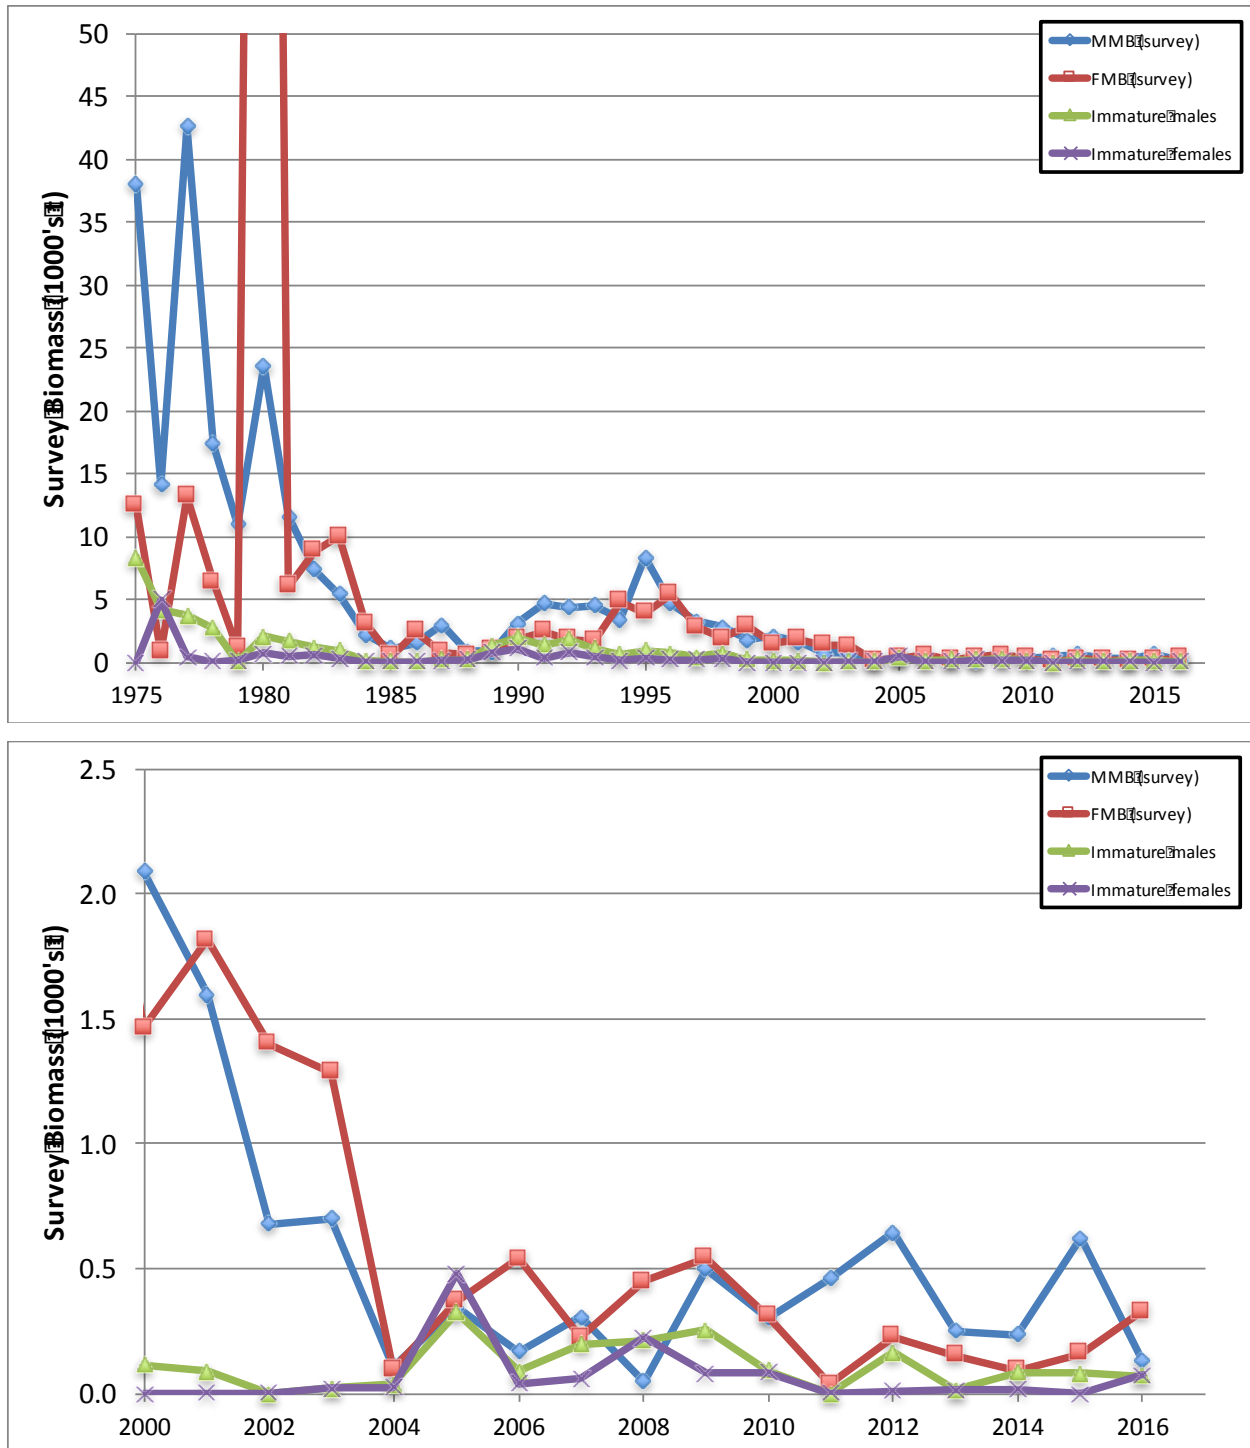 50
45
40
35
30
25
20
15
10
5
0
Survey Biomass (1000's t)
MMB (survey)
FMB (survey)
Immature males
Immature females
1975 1980 1985 1990 1995 2000 2005 2010 2015
2.5
2.0
1.5
1.0
0.5
0.0
Survey Biomass (1000's t)
MMB (survey)
FMB (survey)
Immature males
Immature females
2000 2002 2004 2006 2008 2010 2012 2014 2016